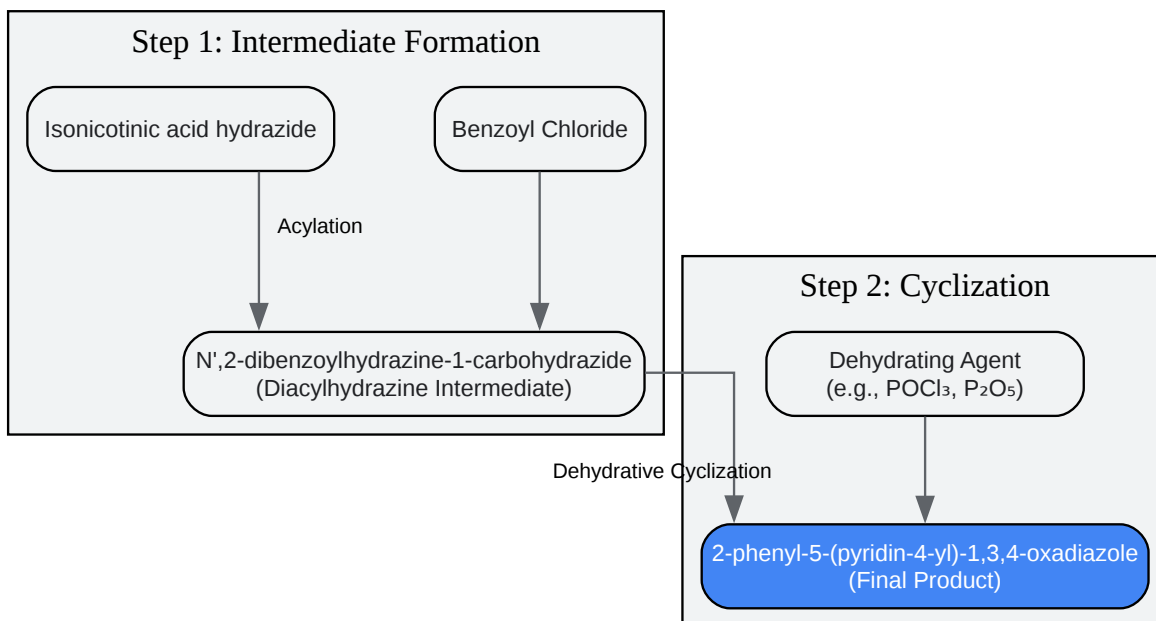 Step 1: Intermediate Formation
Isonicotinic acid hydrazide
Benzoyl Chloride
Acylation
N',2-dibenzoylhydrazine-1-carbohydrazide
(Diacylhydrazine Intermediate)
Step 2: Cyclization
Dehydrating Agent
(e.g., POCl₃, P₂O₅)
Dehydrative Cyclization
2-phenyl-5-(pyridin-4-yl)-1,3,4-oxadiazole
(Final Product)